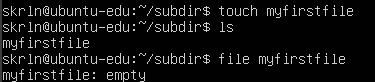 skrln@ubuntu-edu:~/subdir$ touch myfirstfile
skrln@ubuntu-edu:~/subdir$ ls
myfirstfile
skrln@ubuntu-edu:~/subdir$ file myfirstfile
myfirstfile: empty